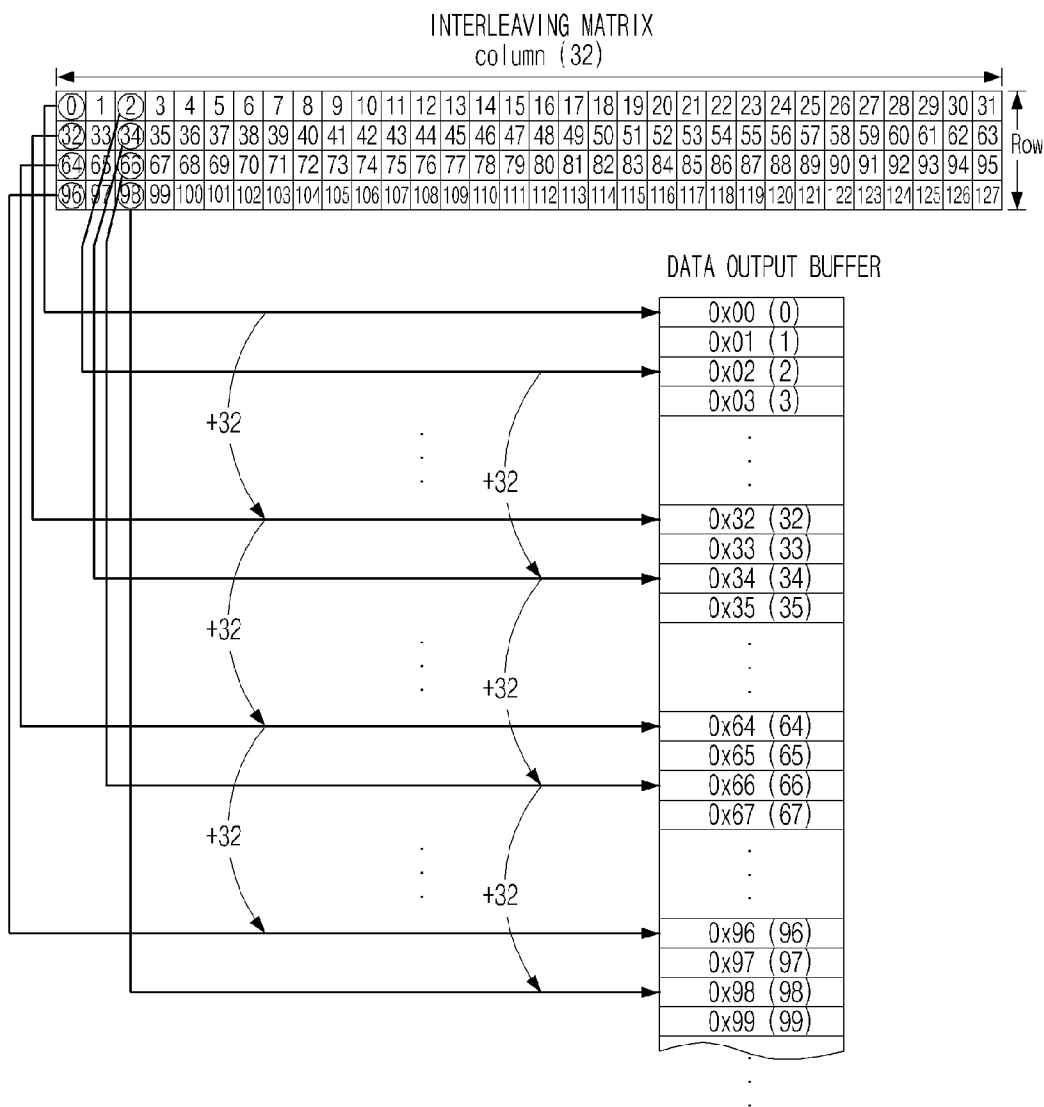 INTERLEAVING MATRIX
column (32)
0 1 2 3 4 5 6 7 8 9 10 11 12 13 14 15 16 17 18 19 20 21 22 23 24 25 26 27 28 29 30 31
32 33 34 35 36 37 38 39 40 41 42 43 44 45 46 47 48 49 50 51 52 53 54 55 56 57 58 59 60 61 62 63
Row
64 65 66 67 68 69 70 71 72 73 74 75 76 77 78 79 80 81 82 83 84 85 86 87 88 89 90 91 92 93 94 95
96 97 98 99 100 101 102 103 104 105 106 107 108 109 110 111 112 113 114 115 116 117 118 119 120 121 122 123 124 125 126 127
DATA OUTPUT BUFFER
0x00 (0)
0x01 (1)
0x02 (2)
0x03 (3)
+32
+32
0x32 (32)
0x33 (33)
0x34 (34)
0x35 (35)
+32
+32
0x64 (64)
0x65 (65)
0x66 (66)
0x67 (67)
+32
+32
0x96 (96)
0x97 (97)
0x98 (98)
0x99 (99)